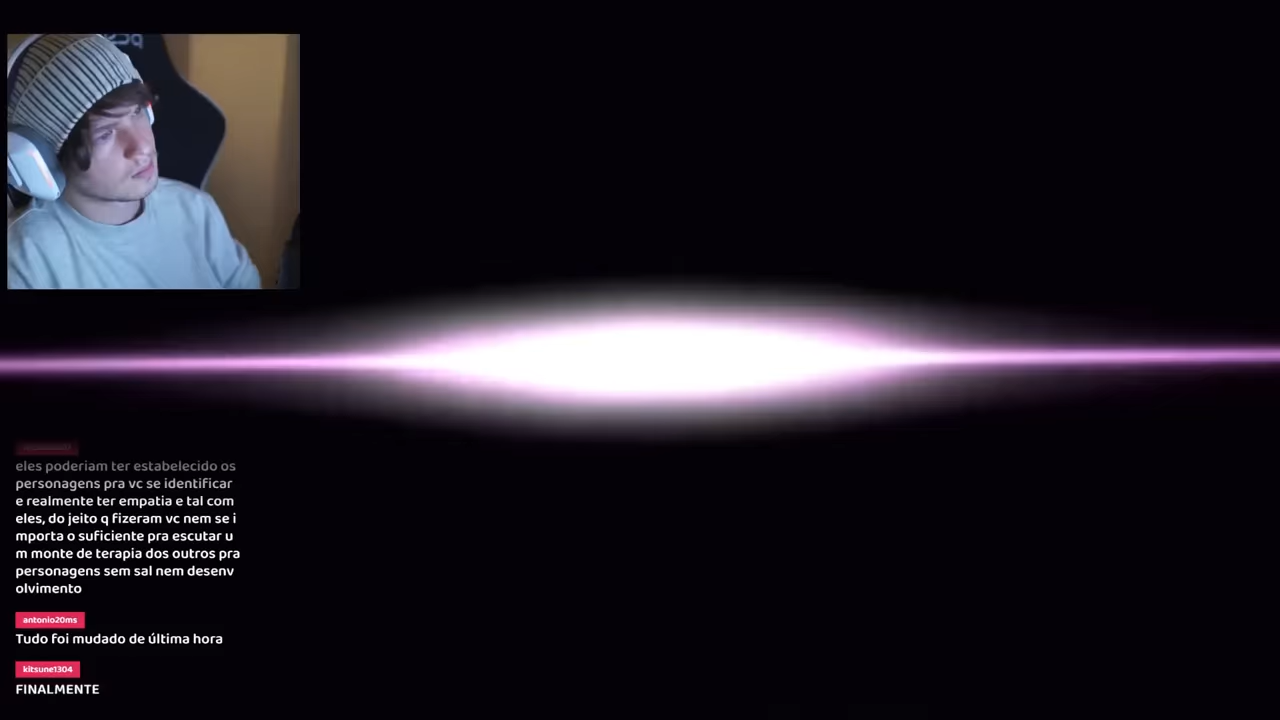 eles poderiam ter estabelecido os
personagens pra vc se identificar
e realmente ter empatia e tal com
eles, do jeito q fizeram vc nem se i
mporta o suficiente pra escutar u
m monte de terapia dos outros pra
personagens sem sal nem desenv
olvimento
antonio20ms
Tudo foi mudado de última hora
kitsune1304
FINALMENTE